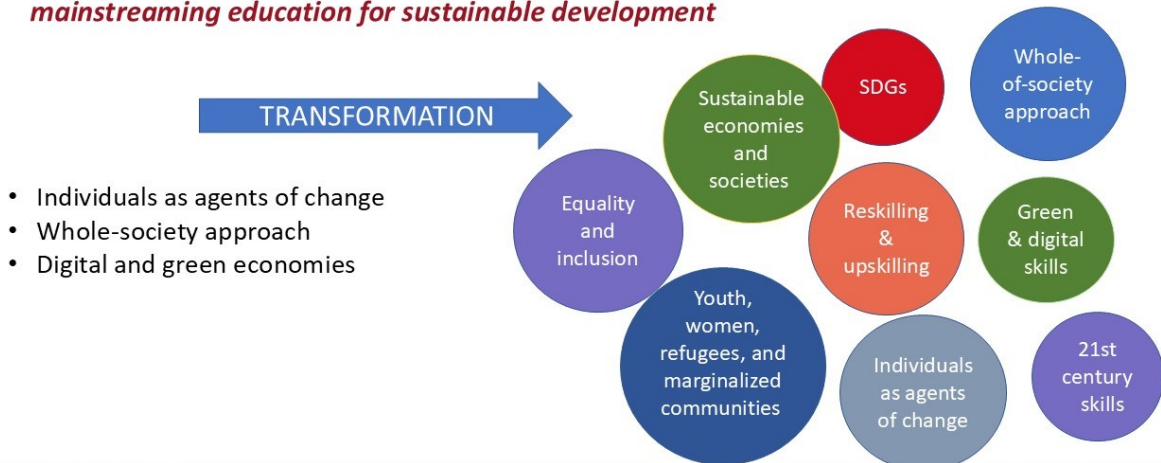 mainstreaming education for sustainable development
TRANSFORMATION
• Individuals as agents of change
• Whole-society approach
• Digital and green economies
Sustainable
economies
and
societies
SDGs
Whole-
of-society
approach
Equality
and
inclusion
Reskilling
&
upskilling
Green
& digital
skills
Youth,
women,
refugees, and
marginalized
communities
Individuals
as agents
of change
21st
century
skills